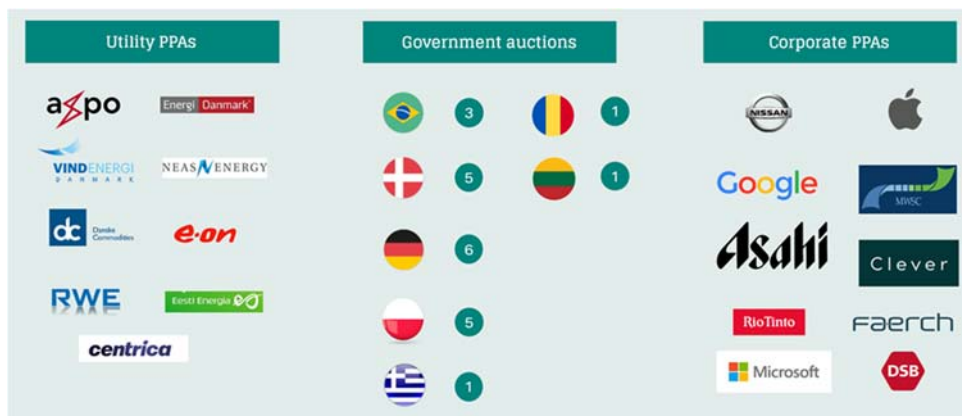 Utility PPAs
Government auctions
Corporate PPAs
axpo
Energi Danmark
VINDENERGI
DANMARK
NEAS ENERGY
dc
Danske
Commodities
e·on
RWE
Eesti Energia
centrica
3
1
5
1
6
5
1
NISSAN
Google
MWSC
Asahi
Clever
RioTinto
Faerch
Microsoft
DSB